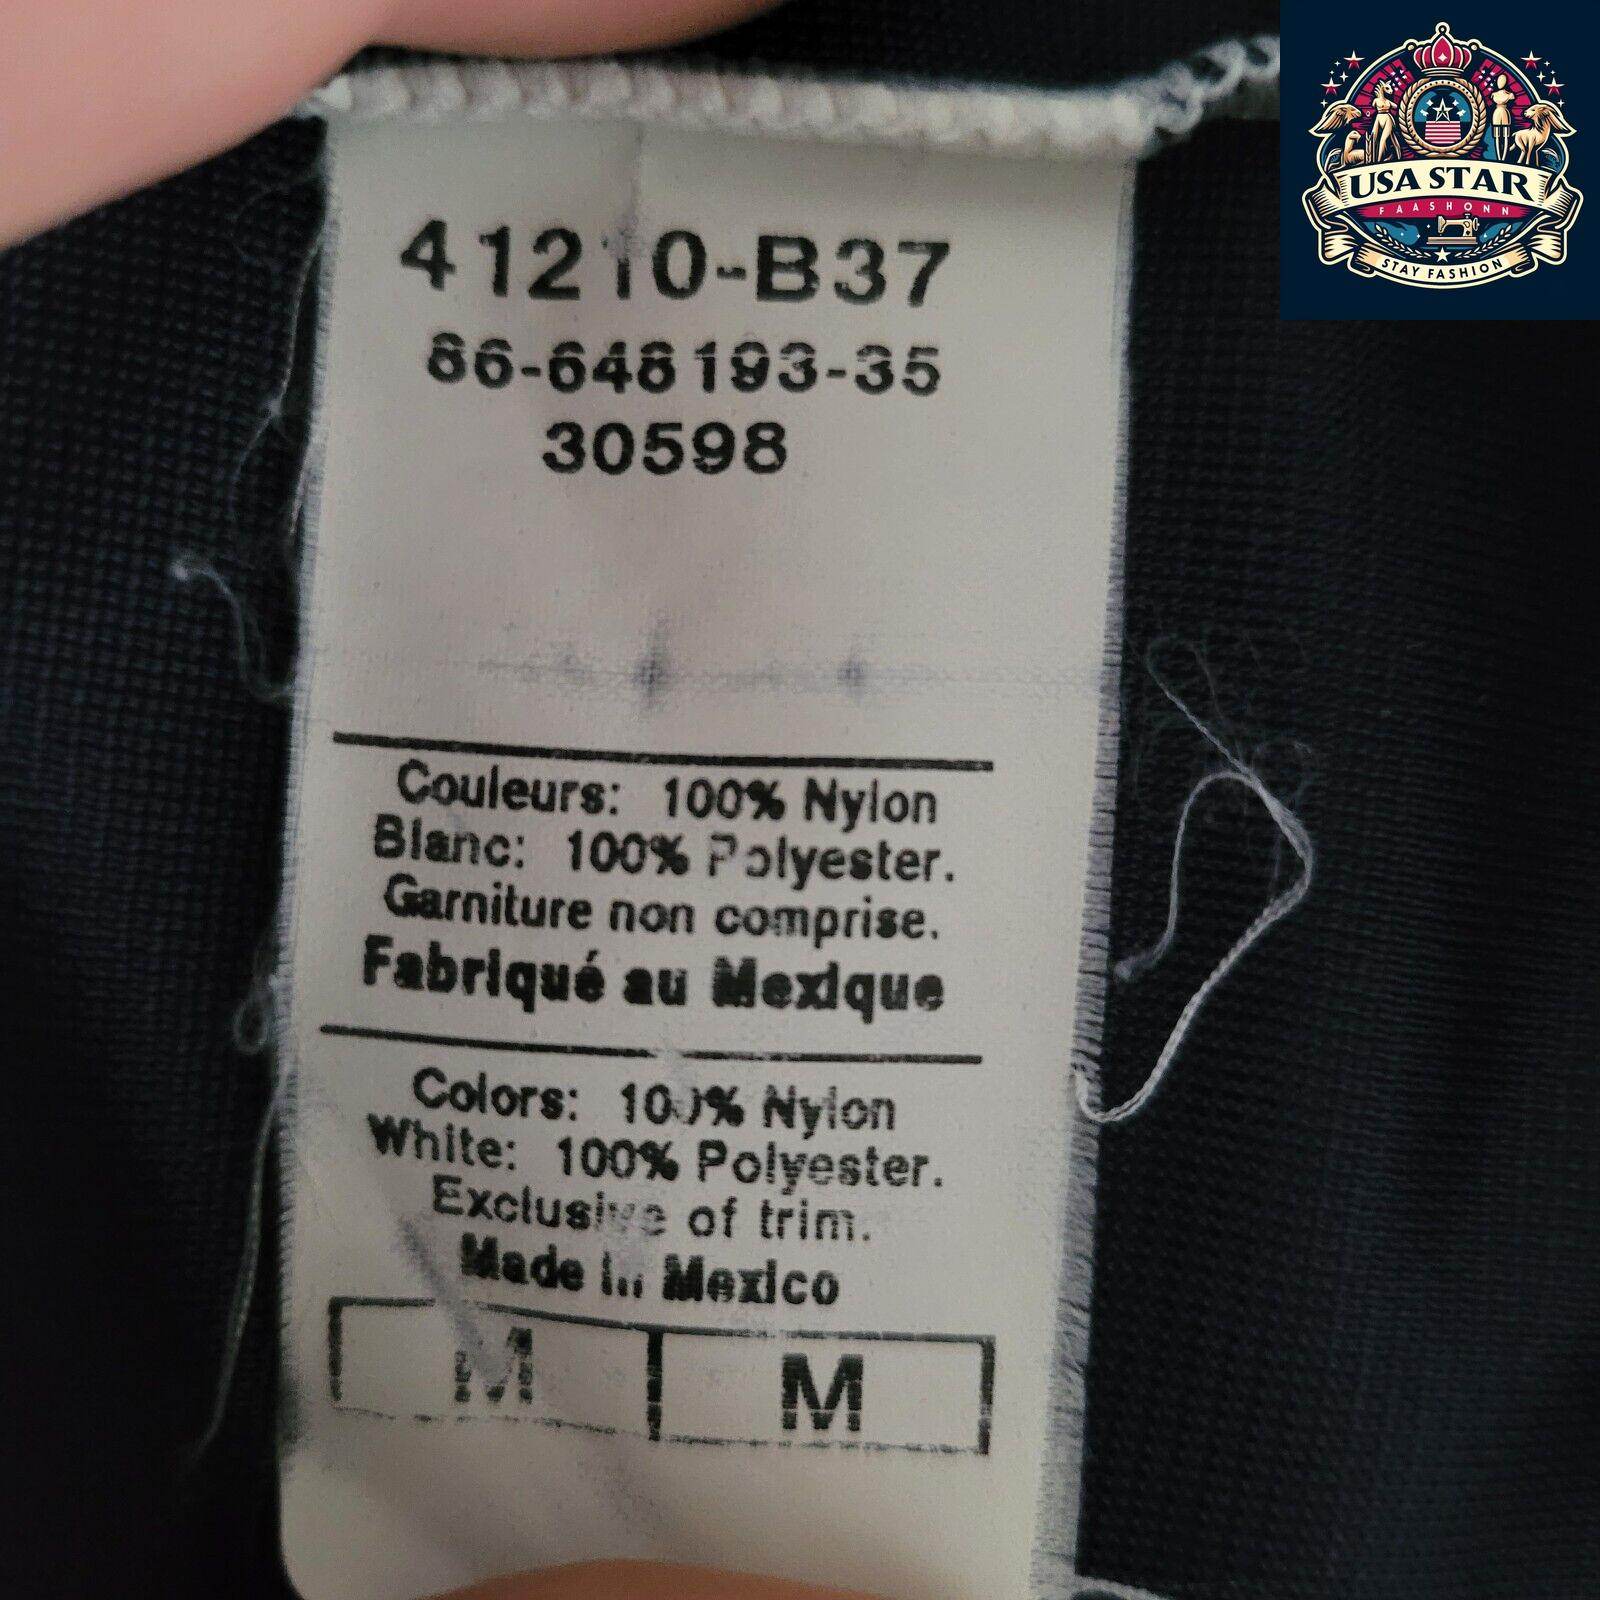 USA STAR
FAASHONN
STAY FASHION
41210-B37
86-648193-35
30598
Couleurs: 100% Nylon
Blanc: 100% Polyester.
Garniture non comprise.
Fabriqué au Mexique
Colors: 100% Nylon
White: 100% Polyester.
Exclusive of trim.
Made in Mexico
M M